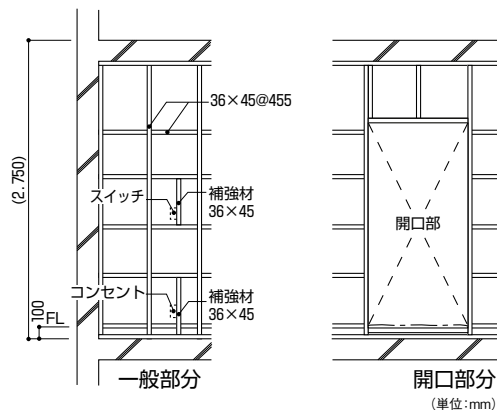 36×45@455
(2.750)
スイッチ
補強材
36×45
開口部
コンセント
補強材
36×45
100
FL
一般部分
開口部分
(単位:mm)